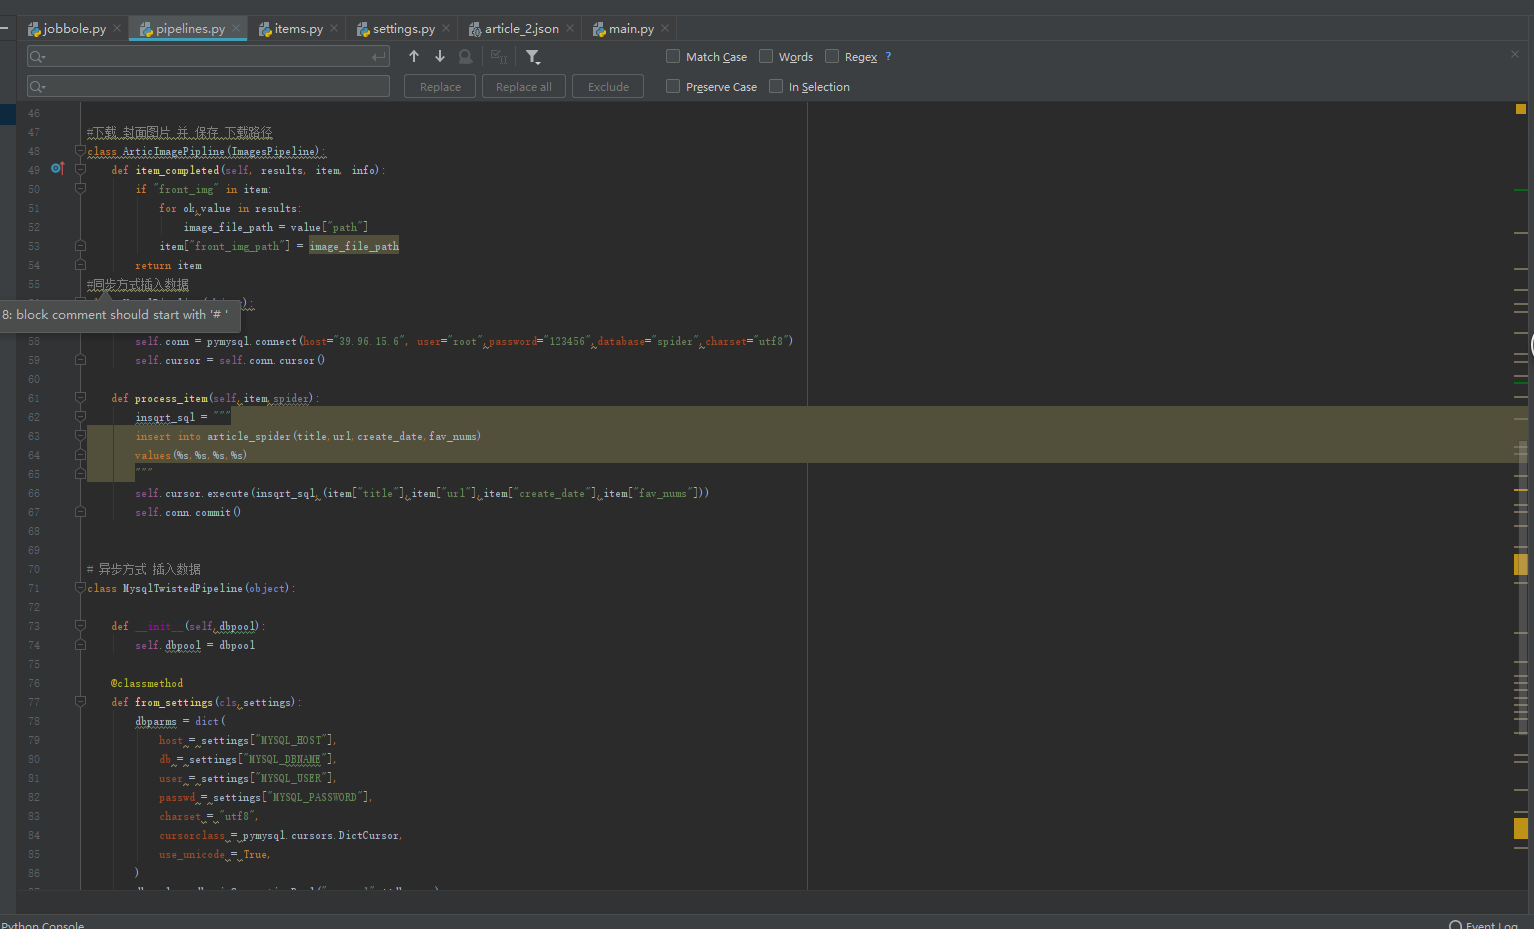 jobbole.py
pipelines.py
items.py
settings.py
article_2.json
main.py
Match Case
Words
Regex
?
Replace
Replace all
Exclude
Preserve Case
In Selection
46
47 #下载 封面图片 并 保存 下载路径
48 class ArticImagePipline(ImagesPipeline):
49 def item_completed(self, results, item, info):
50 if "front_img" in item:
51 for ok,value in results:
52 image_file_path = value["path"]
53 item["front_img_path"] = image_file_path
54 return item
55 #同步方式插入数据
8: block comment should start with '# '
58 self.conn = pymysql.connect(host="39.96.15.6", user="root",password="123456",database="spider",charset="utf8")
59 self.cursor = self.conn.cursor()
60
61 def process_item(self,item,spider):
62 insqrt_sql = """
63 insert into article_spider(title,url,create_date,fav_nums)
64 values(%s,%s,%s,%s)
65 """
66 self.cursor.execute(insqrt_sql,(item["title"],item["url"],item["create_date"],item["fav_nums"]))
67 self.conn.commit()
68
69
70 # 异步方式 插入数据
71 class MysqlTwistedPipeline(object):
72
73 def __init__(self,dbpool):
74 self.dbpool = dbpool
75
76 @classmethod
77 def from_settings(cls,settings):
78 dbparms = dict(
79 host = settings["MYSQL_HOST"],
80 db = settings["MYSQL_DBNAME"],
81 user = settings["MYSQL_USER"],
82 passwd = settings["MYSQL_PASSWORD"],
83 charset = "utf8",
84 cursorclass = pymysql.cursors.DictCursor,
85 use_unicode = True,
86 )
Python Console
Event Log